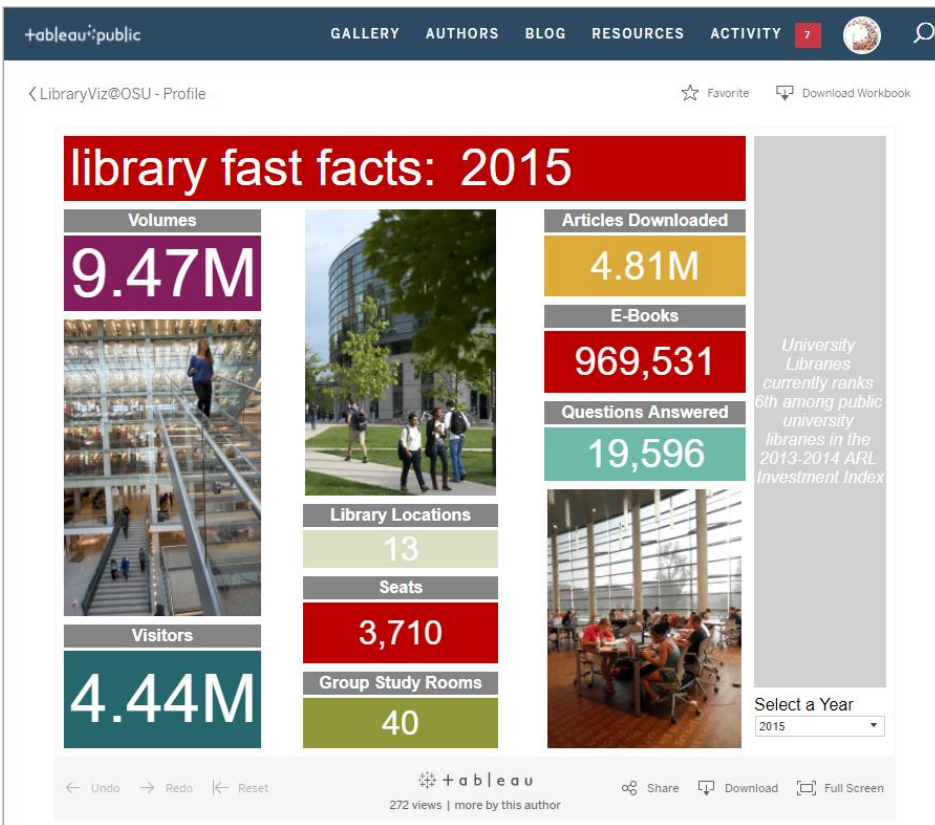 +ableau public
GALLERY AUTHORS BLOG RESOURCES ACTIVITY 7
LibraryViz@OSU - Profile
Favorite Download Workbook
library fast facts: 2015
Volumes
9.47M
Visitors
4.44M
Library Locations
13
Seats
3,710
Group Study Rooms
40
Articles Downloaded
4.81M
E-Books
969,531
Questions Answered
19,596
University
Libraries
currently ranks
6th among public
university
libraries in the
2013-2014 ARL
Investment Index
Select a Year
2015
Undo Redo Reset
+ableau
272 views | more by this author
Share Download Full Screen